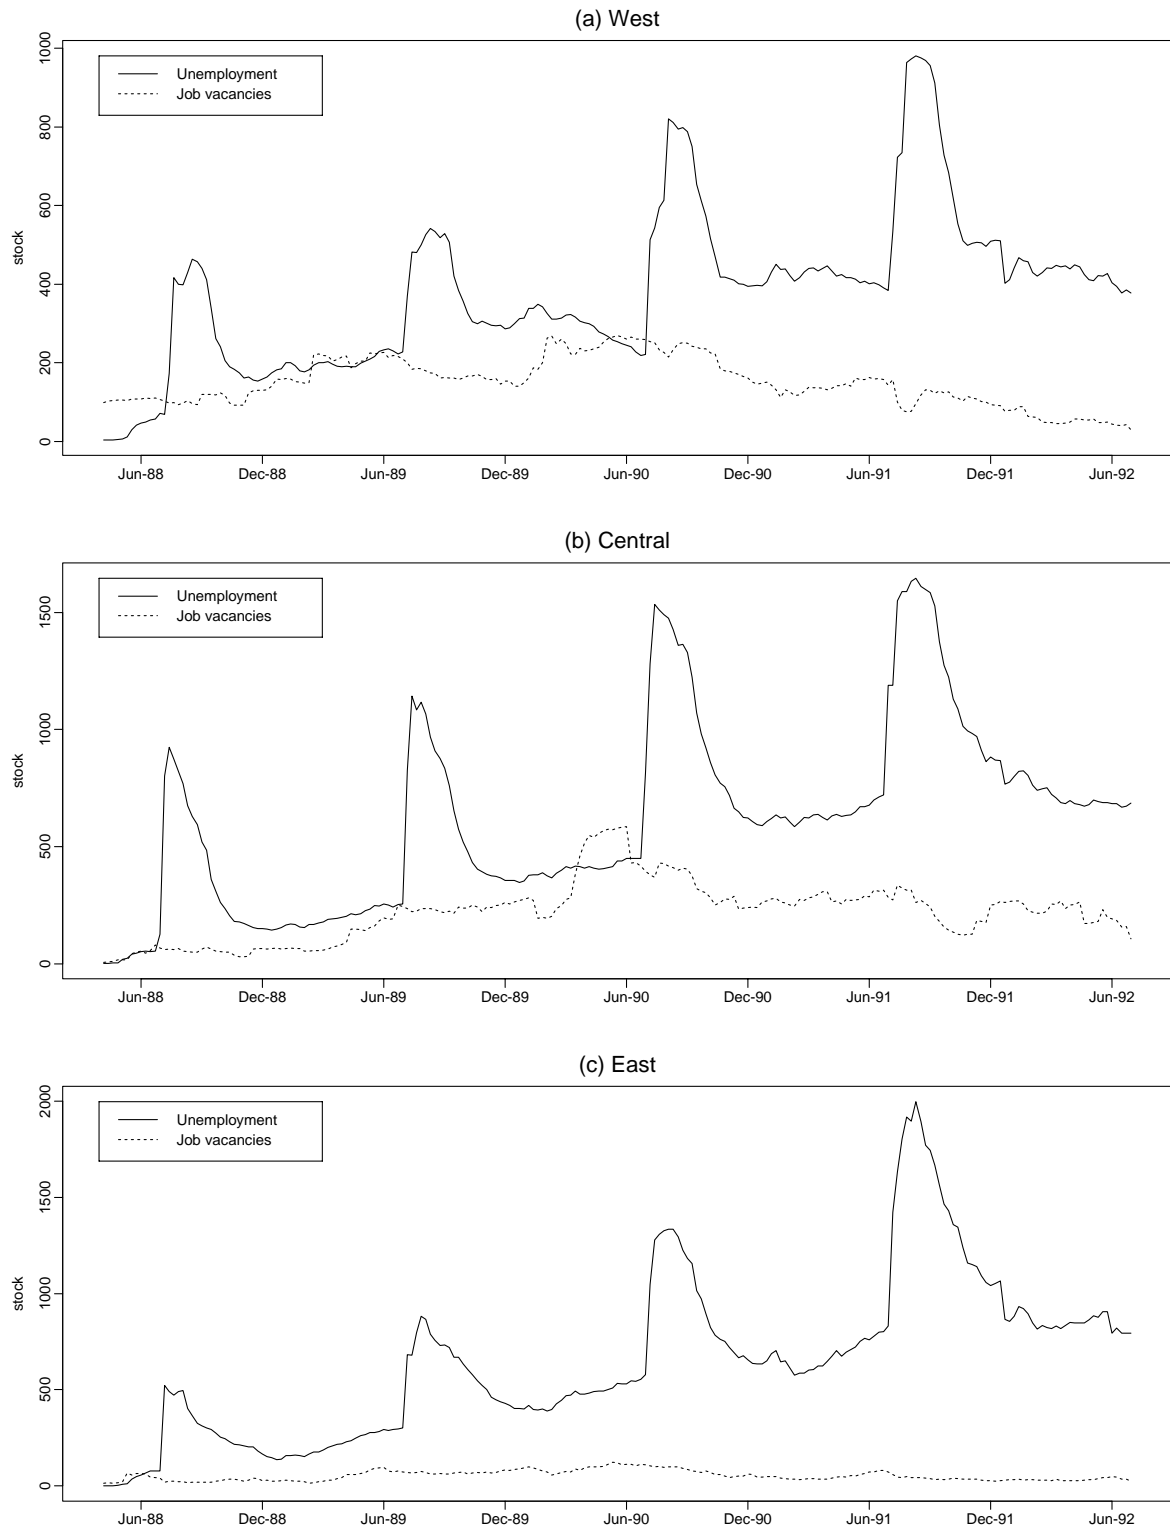 (a) West
Unemployment
Job vacancies
stock
0
200
400
600
800
1000
Jun-88 Dec-88 Jun-89 Dec-89 Jun-90 Dec-90 Jun-91 Dec-91 Jun-92
(b) Central
Unemployment
Job vacancies
stock
0
500
1000
1500
Jun-88 Dec-88 Jun-89 Dec-89 Jun-90 Dec-90 Jun-91 Dec-91 Jun-92
(c) East
Unemployment
Job vacancies
stock
0
500
1000
1500
2000
Jun-88 Dec-88 Jun-89 Dec-89 Jun-90 Dec-90 Jun-91 Dec-91 Jun-92